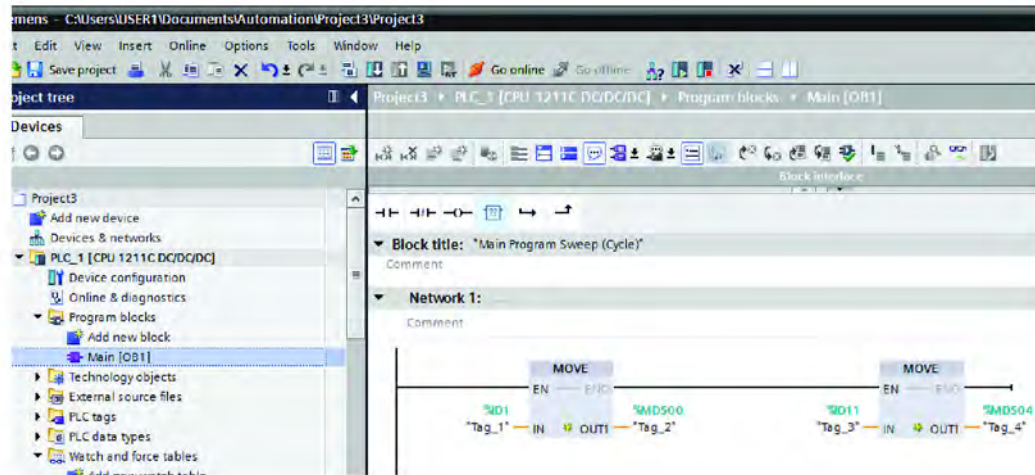 emens - C:\Users\USER1\Documents\Automation\Project3\Project3
t Edit View Insert Online Options Tools Window Help
Save project Go online Go offline
oject tree
Project3 PLC_1 [CPU 1211C DC/DC/DC] Program blocks Main [OB1]
Devices
Block interface
Project3
Add new device
Devices & networks
PLC_1 [CPU 1211C DC/DC/DC]
Device configuration
Online & diagnostics
Program blocks
Add new block
Main [OB1]
Technology objects
External source files
PLC tags
PLC data types
Watch and force tables
Add new watch table
Block title: "Main Program Sweep (Cycle)"
Comment
Network 1:
Comment
MOVE MOVE
EN ENO EN ENO
%ID1 %MD500 %ID11 %MD504
"Tag_1" IN OUT1 "Tag_2" "Tag_3" IN OUT1 "Tag_4"